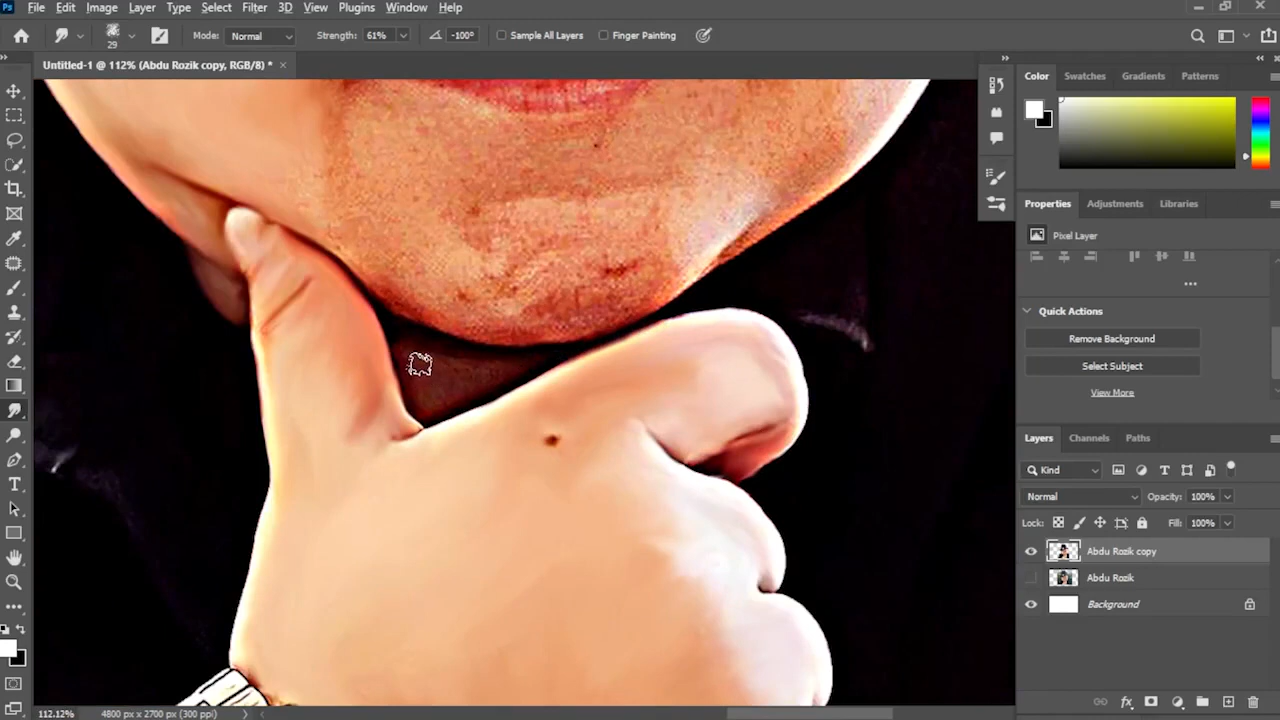 Ps File Edit Image Layer Type Select Filter 3D View Plugins Window Help
29 Mode: Normal Strength: 61% -100° Sample All Layers Finger Painting
Untitled-1 @ 112% (Abdu Rozik copy, RGB/8) * ×
Color Swatches Gradients Patterns
Properties Adjustments Libraries
Pixel Layer
Quick Actions
Remove Background
Select Subject
View More
Layers Channels Paths
Kind
Normal Opacity: 100%
Lock: Fill: 100%
Abdu Rozik copy
Abdu Rozik
Background
112.12% 4800 px x 2700 px (300 ppi)